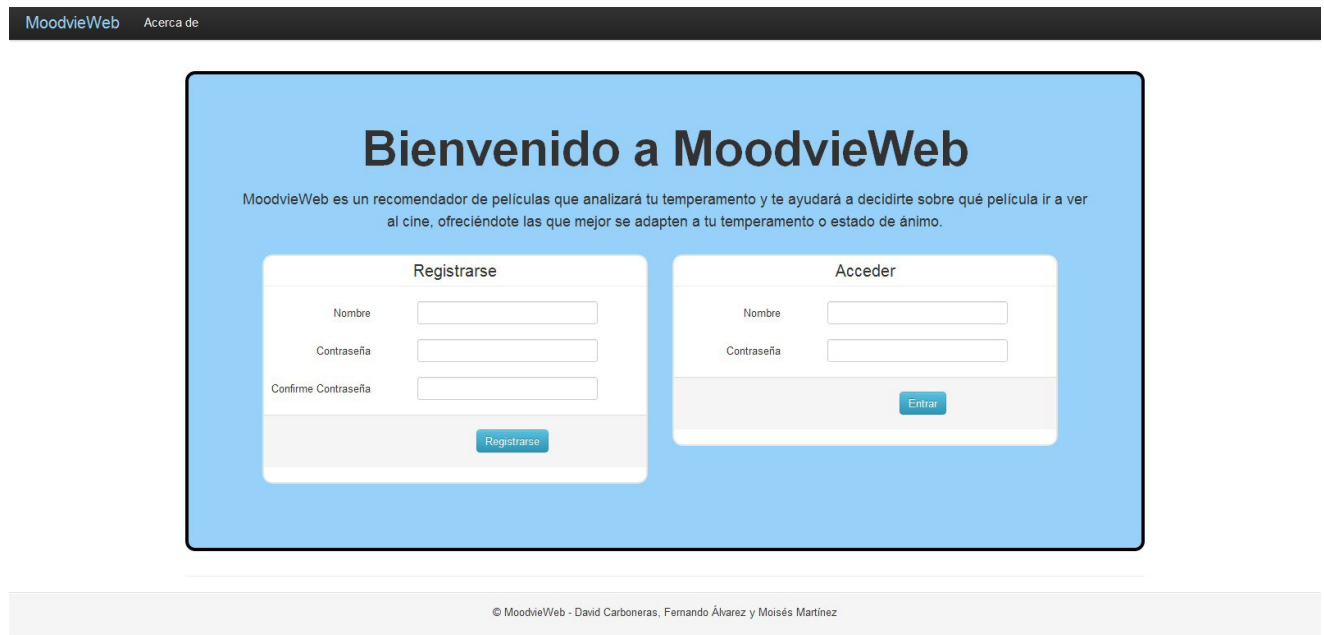 MoodvieWeb Acerca de
Bienvenido a MoodvieWeb
MoodvieWeb es un recomendador de películas que analizará tu temperamento y te ayudará a decidirte sobre qué película ir a ver
al cine, ofreciéndote las que mejor se adapten a tu temperamento o estado de ánimo.
Registrarse
Nombre
Contraseña
Confirme Contraseña
Registrarse
Acceder
Nombre
Contraseña
Entrar
© MoodvieWeb - David Carboneras, Fernando Álvarez y Moisés Martínez